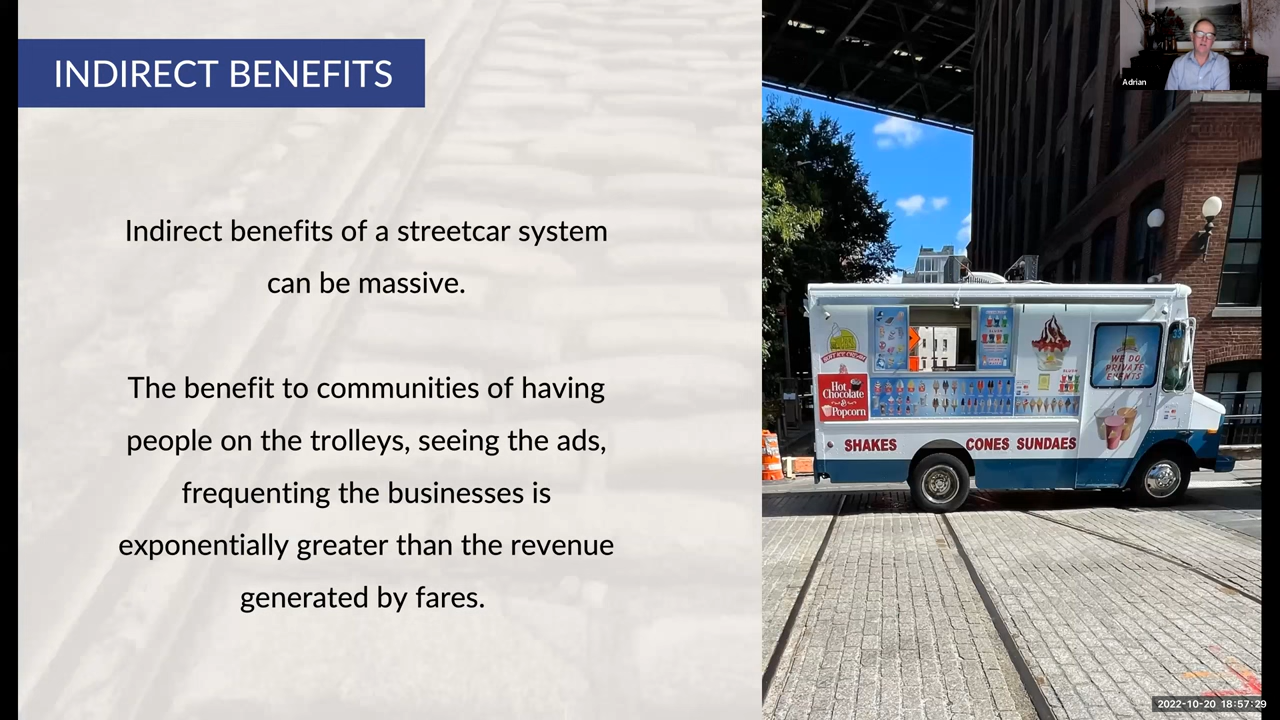 INDIRECT BENEFITS
Indirect benefits of a streetcar system
can be massive.
The benefit to communities of having
people on the trolleys, seeing the ads,
frequenting the businesses is
exponentially greater than the revenue
generated by fares.
Adrian
Hot
Chocolate
&
Popcorn
WE DO
PRIVATE
EVENTS
SHAKES
CONES SUNDAES
2022-10-20 18:57:29